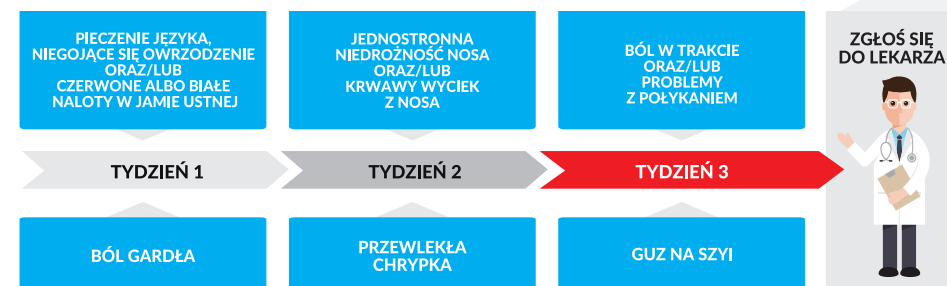 PIECZENIE JĘZYKA,
NIEGOJĄCE SIĘ OWRZODZENIE
ORAZ/LUB
CZERWONE ALBO BIAŁE
NALOTY W JAMIE USTNEJ
JEDNOSTRONNA
NIEDROŻNOŚĆ NOSA
ORAZ/LUB
KRWAWY WYCIEK
Z NOSA
BÓL W TRAKCIE
ORAZ/LUB
PROBLEMY
Z POŁYKANIEM
ZGŁOŚ SIĘ
DO LEKARZA
TYDZIEŃ 1
TYDZIEŃ 2
TYDZIEŃ 3
BÓL GARDŁA
PRZEWLEKŁA
CHRYPKA
GUZ NA SZYI